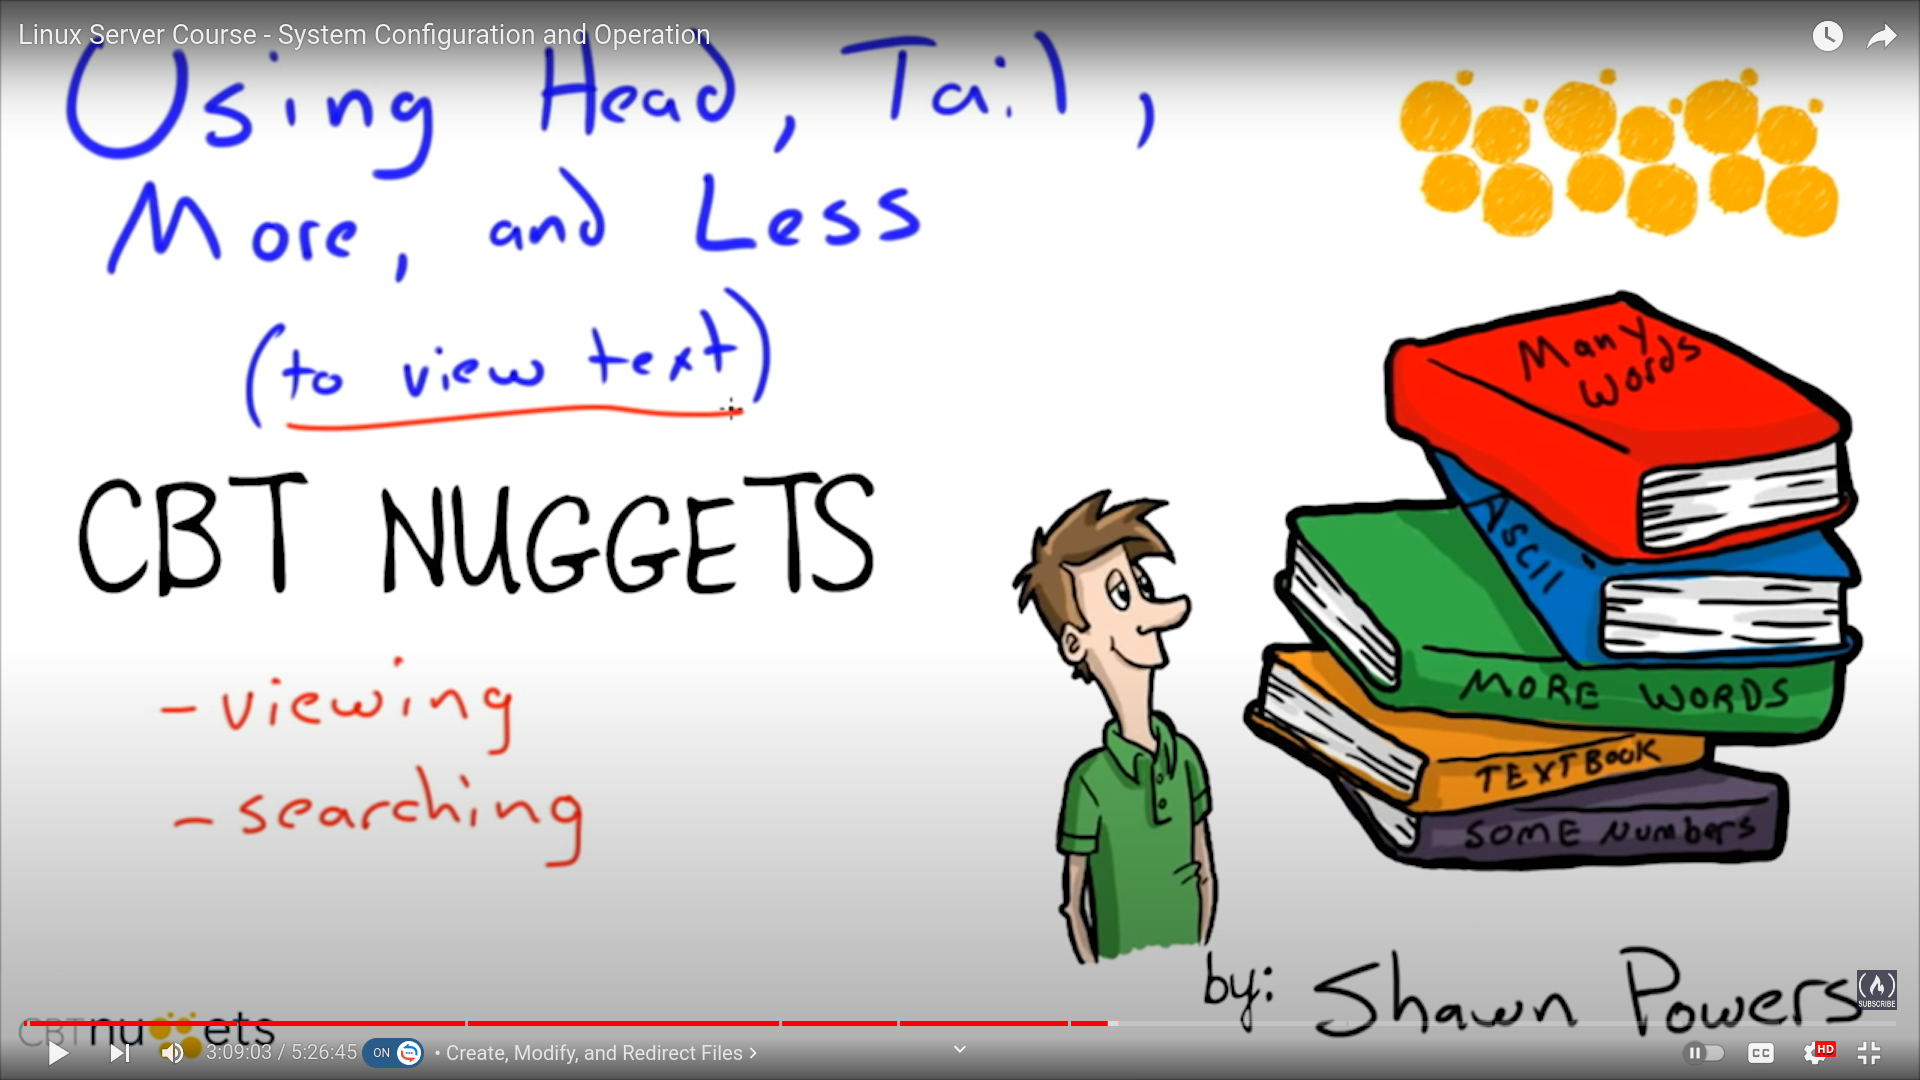 Linux Server Course - System Configuration and Operation
Using Head, Tail,
More, and Less
(to view text)
CBT NUGGETS
- viewing
- searching
Many
Words
ASCII
MORE WORDS
TEXTBOOK
SOME Numbers
by: Shawn Powers
SUBSCRIBE
CBTnuggets
3:09:03 / 5:26:45
ON
• Create, Modify, and Redirect Files >
CC
HD